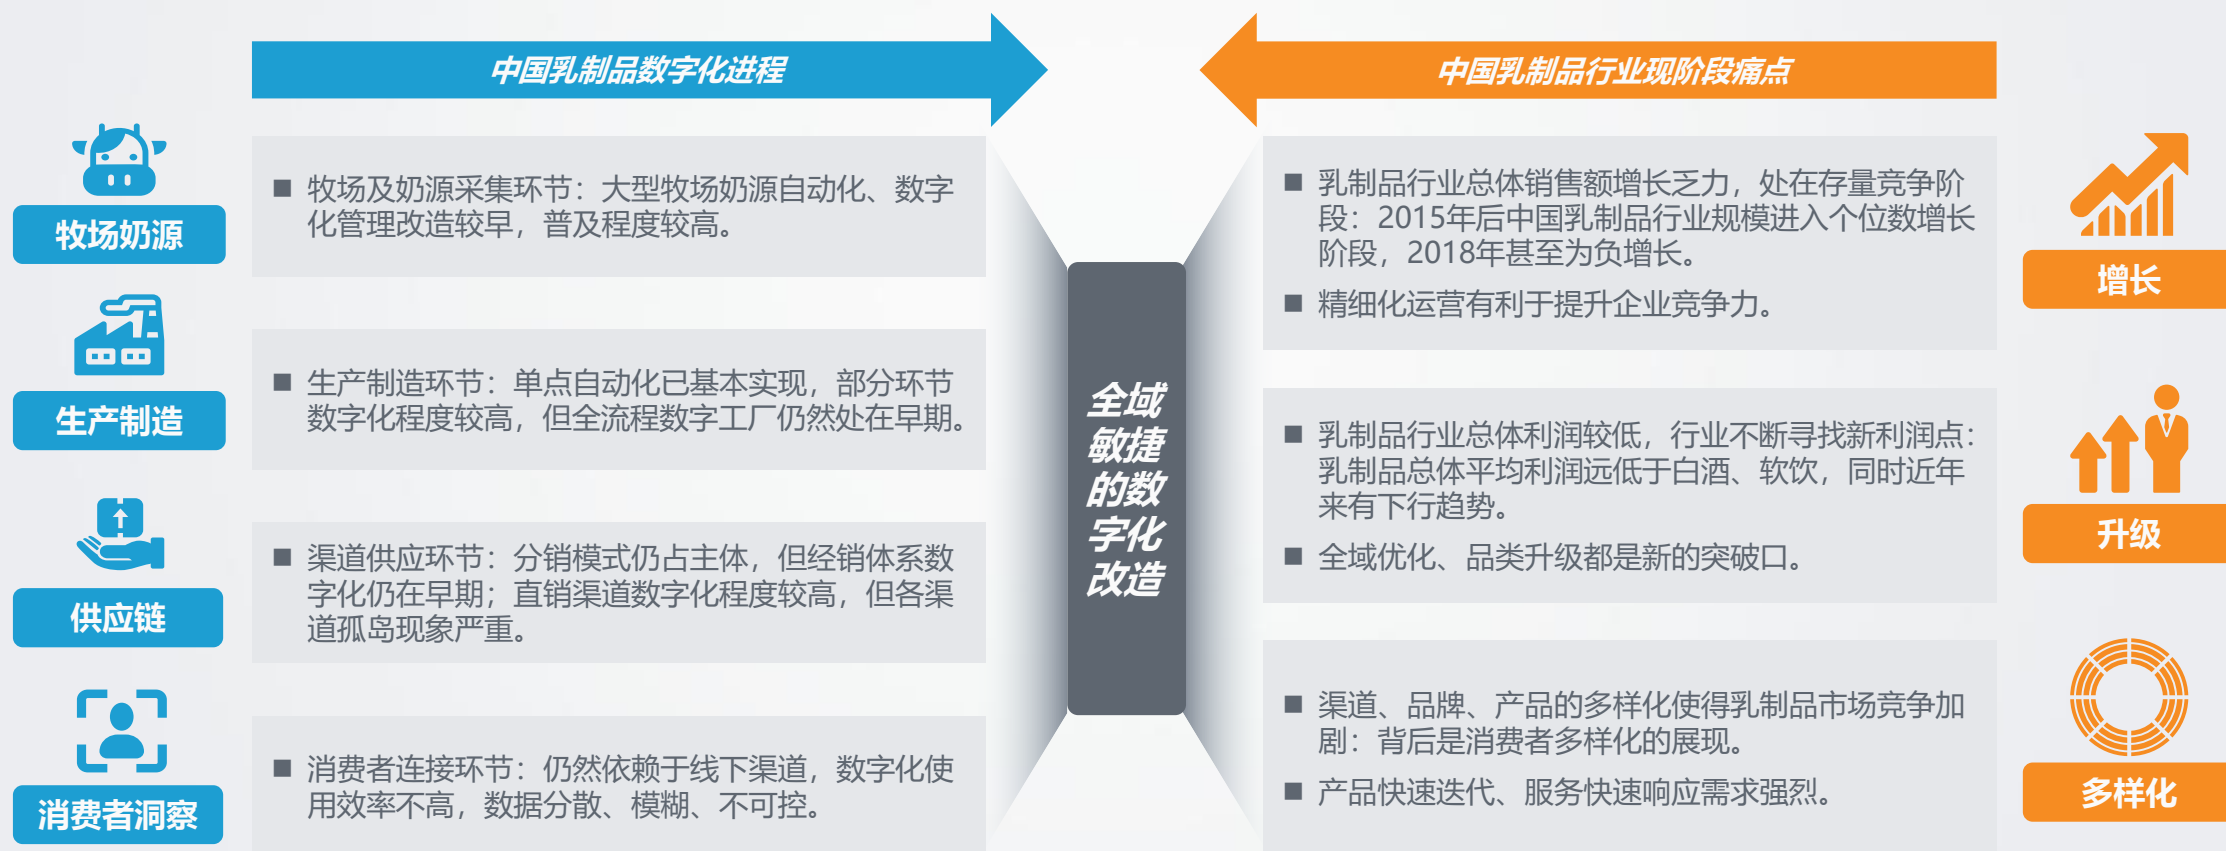 中国乳制品数字化进程
牧场奶源
■ 牧场及奶源采集环节：大型牧场奶源自动化、数字
化管理改造较早，普及程度较高。
生产制造
■ 生产制造环节：单点自动化已基本实现，部分环节
数字化程度较高，但全流程数字工厂仍然处在早期。
供应链
■ 渠道供应环节：分销模式仍占主体，但经销体系数
字化仍在早期；直销渠道数字化程度较高，但各渠
道孤岛现象严重。
消费者洞察
■ 消费者连接环节：仍然依赖于线下渠道，数字化使
用效率不高，数据分散、模糊、不可控。
全域
敏捷
的数
字化
改造
中国乳制品行业现阶段痛点
■ 乳制品行业总体销售额增长乏力，处在存量竞争阶
段：2015年后中国乳制品行业规模进入个位数增长
阶段，2018年甚至为负增长。
■ 精细化运营有利于提升企业竞争力。
增长
■ 乳制品行业总体利润较低，行业不断寻找新利润点：
乳制品总体平均利润远低于白酒、软饮，同时近年
来有下行趋势。
■ 全域优化、品类升级都是新的突破口。
升级
■ 渠道、品牌、产品的多样化使得乳制品市场竞争加
剧：背后是消费者多样化的展现。
■ 产品快速迭代、服务快速响应需求强烈。
多样化